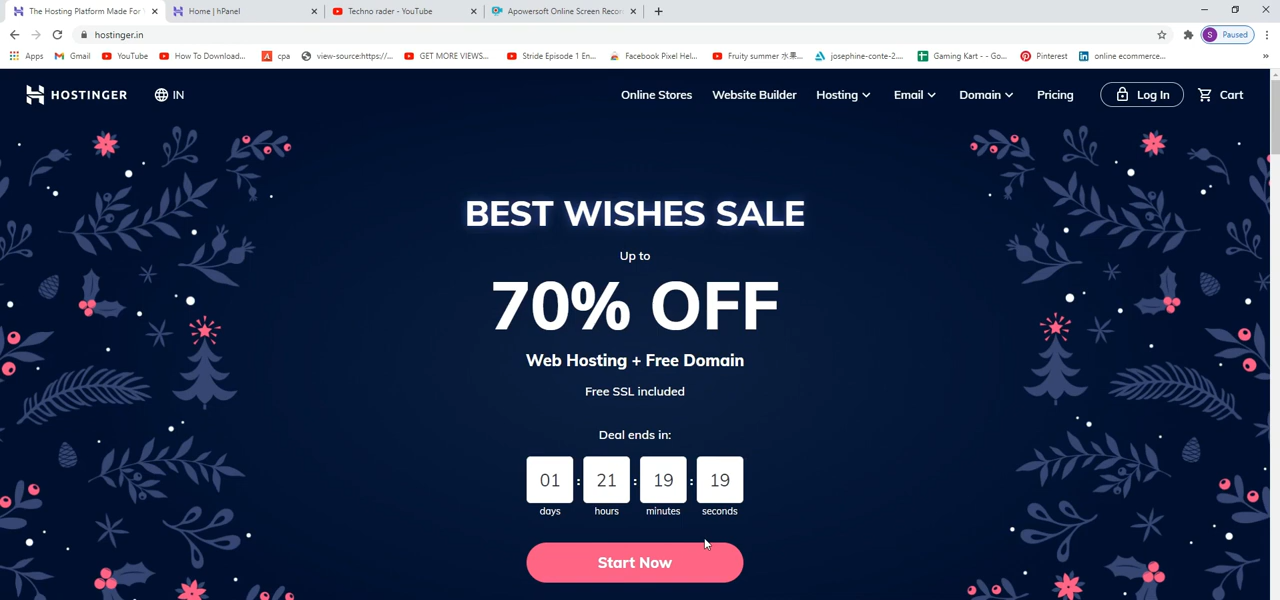 The Hosting Platform Made For
Home | hPanel
Techno rader - YouTube
Apowersoft Online Screen Recor
hostinger.in
S Paused
Apps
Gmail
YouTube
How To Download...
cpa
view-source:https://...
GET MORE VIEWS...
Stride Episode 1 En...
Facebook Pixel Hel...
Fruity summer 水果...
josephine-conte-2....
Gaming Kart - - Go...
Pinterest
online ecommerce...
HOSTINGER
IN
Online Stores
Website Builder
Hosting
Email
Domain
Pricing
Log In
Cart
BEST WISHES SALE
Up to
70% OFF
Web Hosting + Free Domain
Free SSL included
Deal ends in:
01 : 21 : 19 : 19
days hours minutes seconds
Start Now